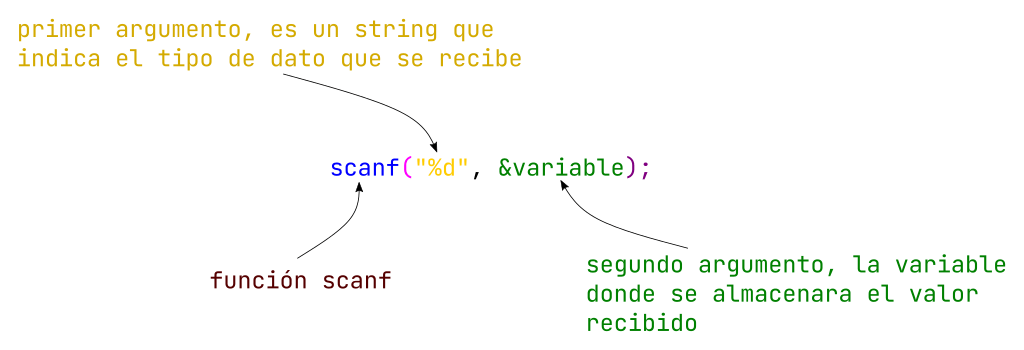 primer argumento, es un string que
indica el tipo de dato que se recibe
scanf("%d", &variable);
función scanf
segundo argumento, la variable
donde se almacenara el valor
recibido